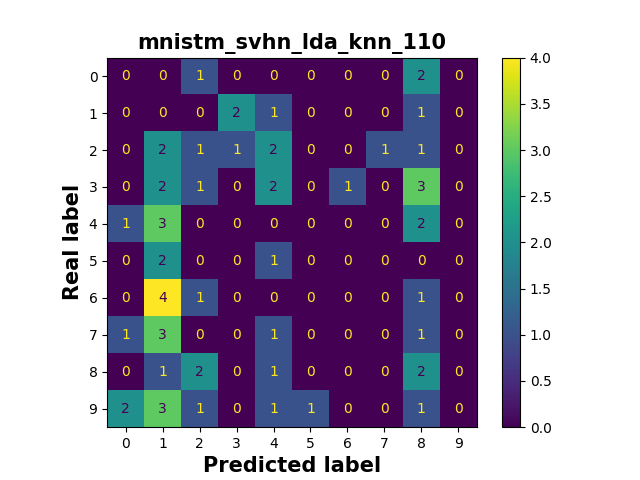 mnistm_svhn_lda_knn_110
4.0
0 0 0 1 0 0 0 0 0 2 0
3.5
1 0 0 0 2 1 0 0 0 1 0
2 0 2 1 1 2 0 0 1 1 0
3.0
3 0 2 1 0 2 0 1 0 3 0
2.5
4 1 3 0 0 0 0 0 0 2 0
2.0
Real label
5 0 2 0 0 1 0 0 0 0 0
1.5
6 0 4 1 0 0 0 0 0 1 0
1.0
7 1 3 0 0 1 0 0 0 1 0
8 0 1 2 0 1 0 0 0 2 0
0.5
9 2 3 1 0 1 1 0 0 1 0
0.0
0 1 2 3 4 5 6 7 8 9
Predicted label